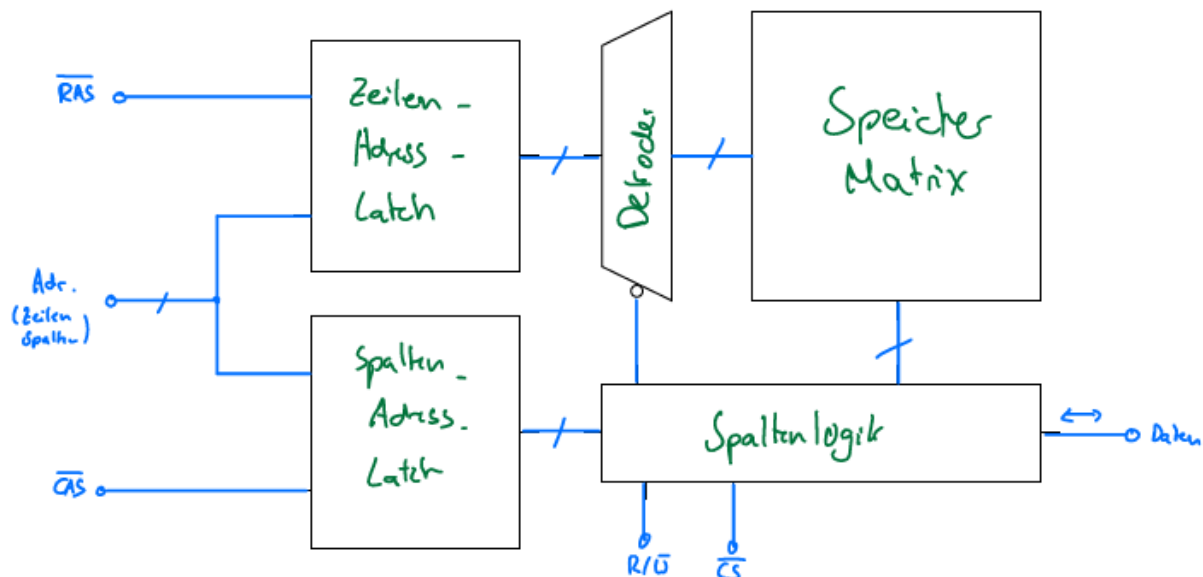 RAS
Zeilen -
Adress -
Latch
Dekoder
Speicher
Matrix
Adr.
(Zeilen
Spalten)
Spalten -
Adress -
Latch
CAS
Spaltenlogik
Daten
R/W̅
CS